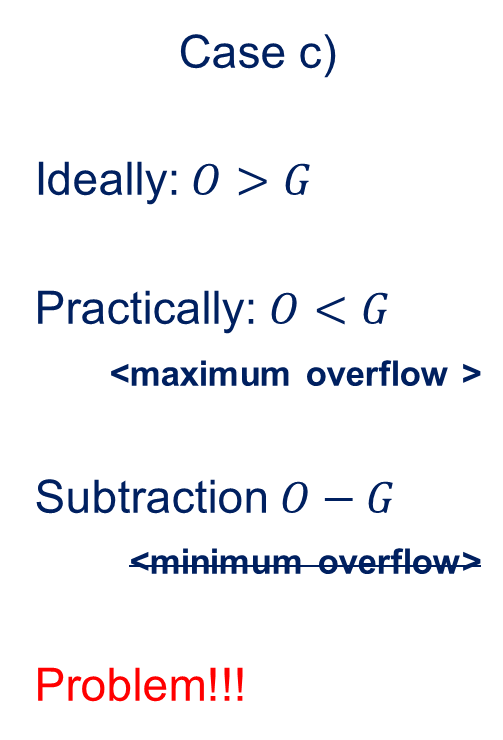 Case c)
Ideally: O > G
Practically: O < G
<maximum overflow >
Subtraction O − G
<minimum overflow>
Problem!!!